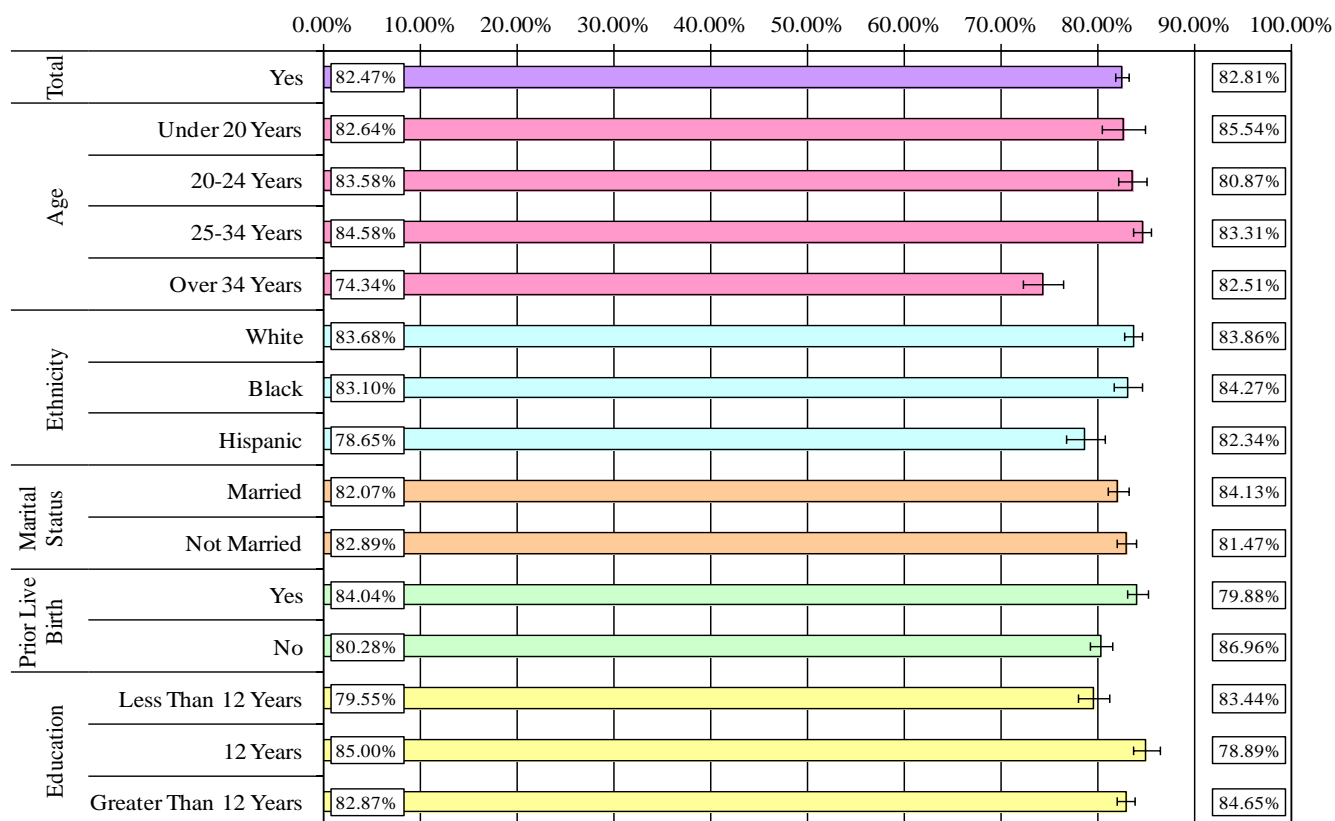 0.00% 10.00% 20.00% 30.00% 40.00% 50.00% 60.00% 70.00% 80.00% 90.00% 100.00%
Total
Yes 82.47% 82.81%
Age
Under 20 Years 82.64% 85.54%
20-24 Years 83.58% 80.87%
25-34 Years 84.58% 83.31%
Over 34 Years 74.34% 82.51%
Ethnicity
White 83.68% 83.86%
Black 83.10% 84.27%
Hispanic 78.65% 82.34%
Marital
Status
Married 82.07% 84.13%
Not Married 82.89% 81.47%
Prior Live
Birth
Yes 84.04% 79.88%
No 80.28% 86.96%
Education
Less Than 12 Years 79.55% 83.44%
12 Years 85.00% 78.89%
Greater Than 12 Years 82.87% 84.65%